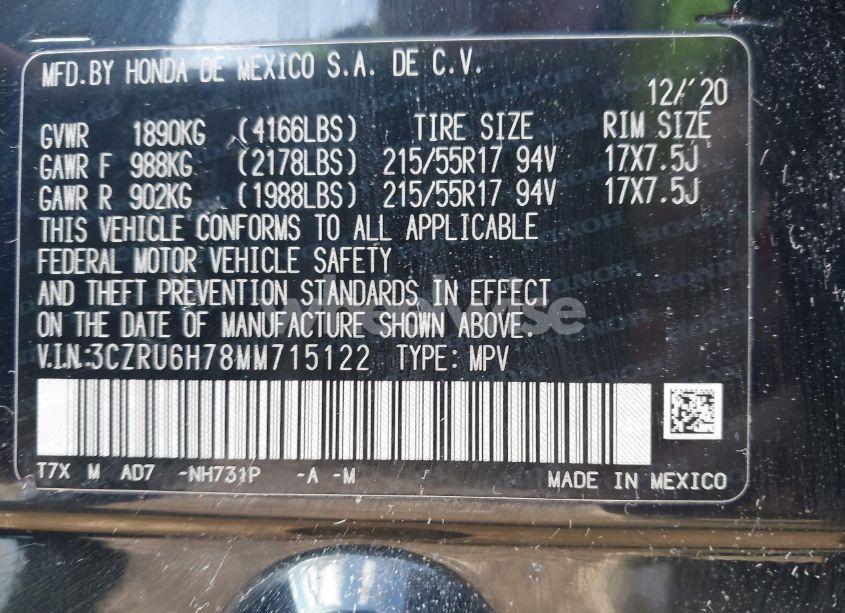 MFD.BY HONDA DE MEXICO S.A. DE C.V.
12/'20
GVWR 1890KG (4166LBS) TIRE SIZE RIM SIZE
GAWR F 988KG (2178LBS) 215/55R17 94V 17X7.5J
GAWR R 902KG (1988LBS) 215/55R17 94V 17X7.5J
THIS VEHICLE CONFORMS TO ALL APPLICABLE
FEDERAL MOTOR VEHICLE SAFETY
AND THEFT PREVENTION STANDARDS IN EFFECT
ON THE DATE OF MANUFACTURE SHOWN ABOVE.
V.I.N.:3CZRU6H78MM715122 TYPE: MPV
T7X M AD7 -NH731P -A -M
MADE IN MEXICO